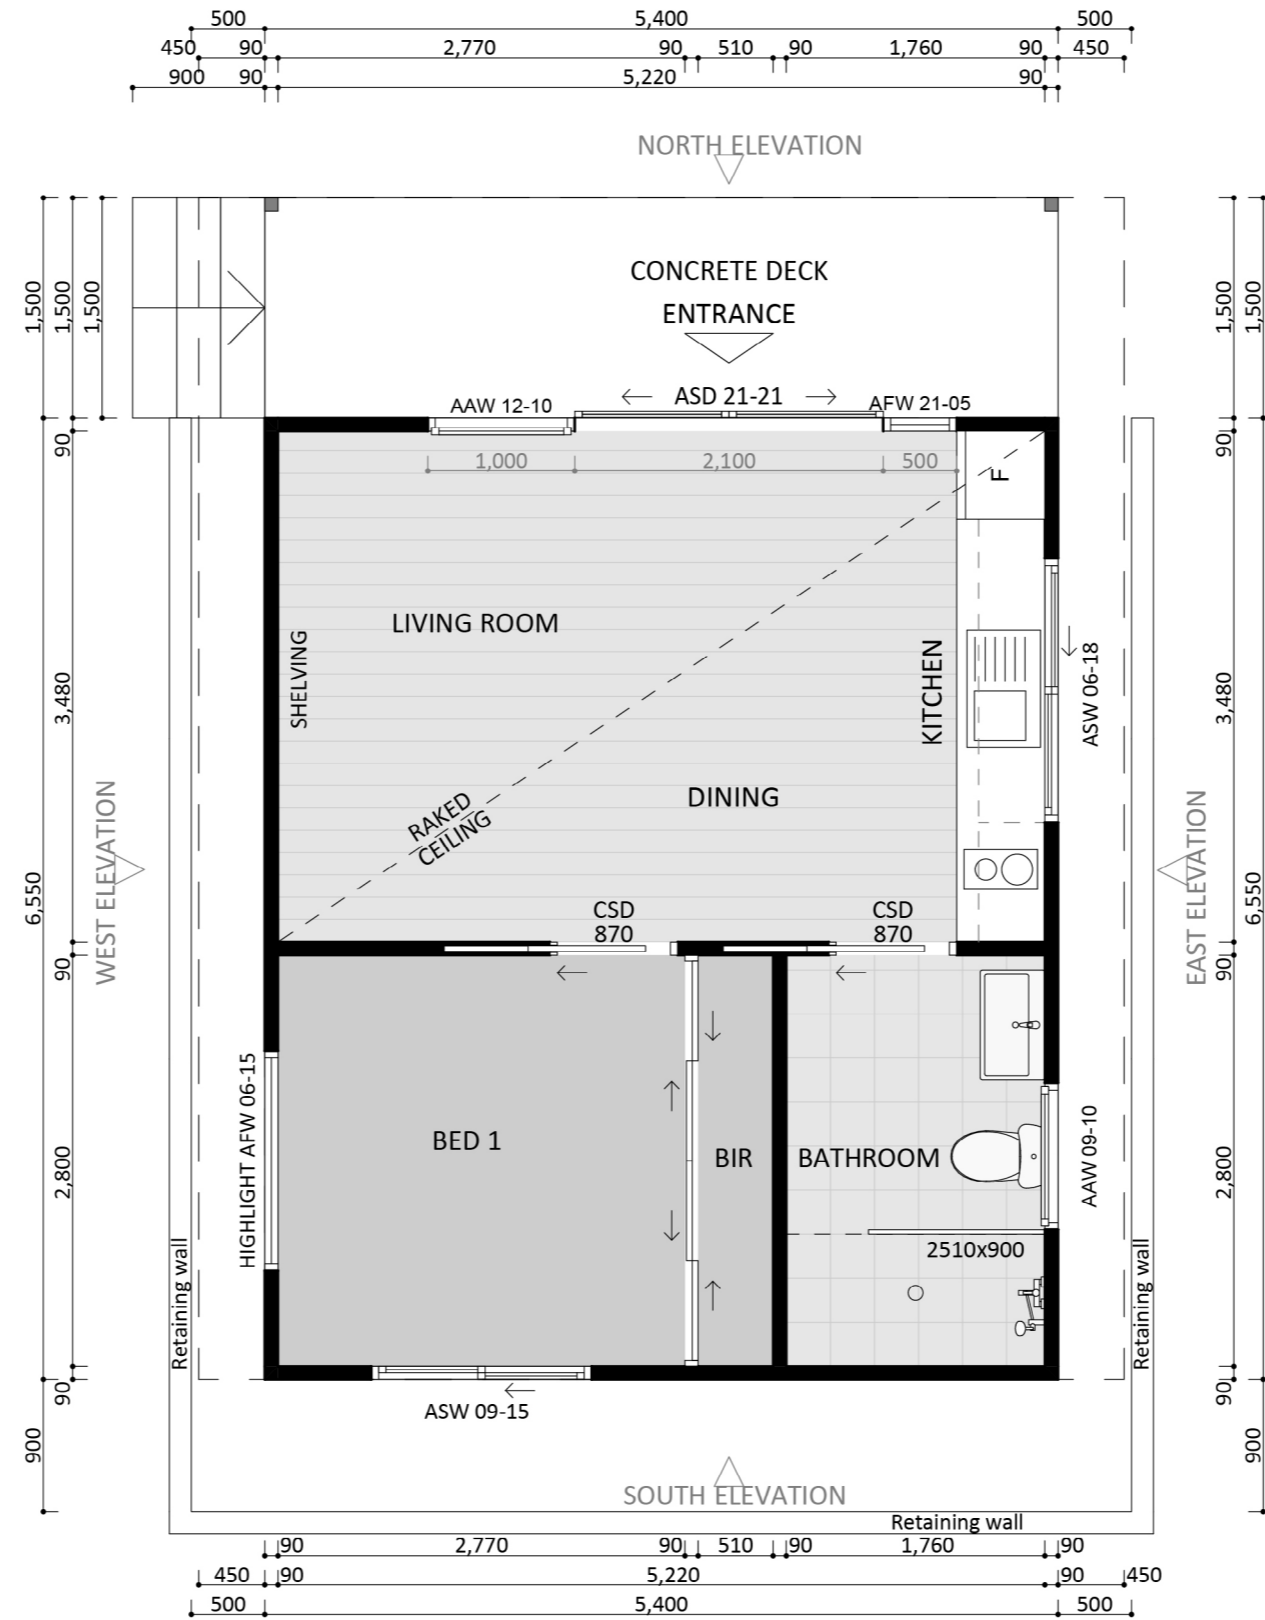 500 5,400 500
450 90 2,770 90 510 90 1,760 90 450
900 90 5,220 90
NORTH ELEVATION
1,500 1,500 1,500
1,500 1,500
CONCRETE DECK
ENTRANCE
AAW 12-10
ASD 21-21
AFW 21-05
90
90
1,000 2,100 500
F
LIVING ROOM
SHELVING
KITCHEN
ASW 06-18
3,480
3,480
DINING
RAKED
CEILING
WEST ELEVATION
EAST ELEVATION
6,550
6,550
CSD
870
CSD
870
90
90
HIGHLIGHT AFW 06-15
BED 1
BIR
BATHROOM
AAW 09-10
2,800
2,800
2510x900
Retaining wall
Retaining wall
90
90
ASW 09-15
900
900
SOUTH ELEVATION
Retaining wall
90 2,770 90 510 90 1,760 90
450 90 5,220 90 450
500 5,400 500